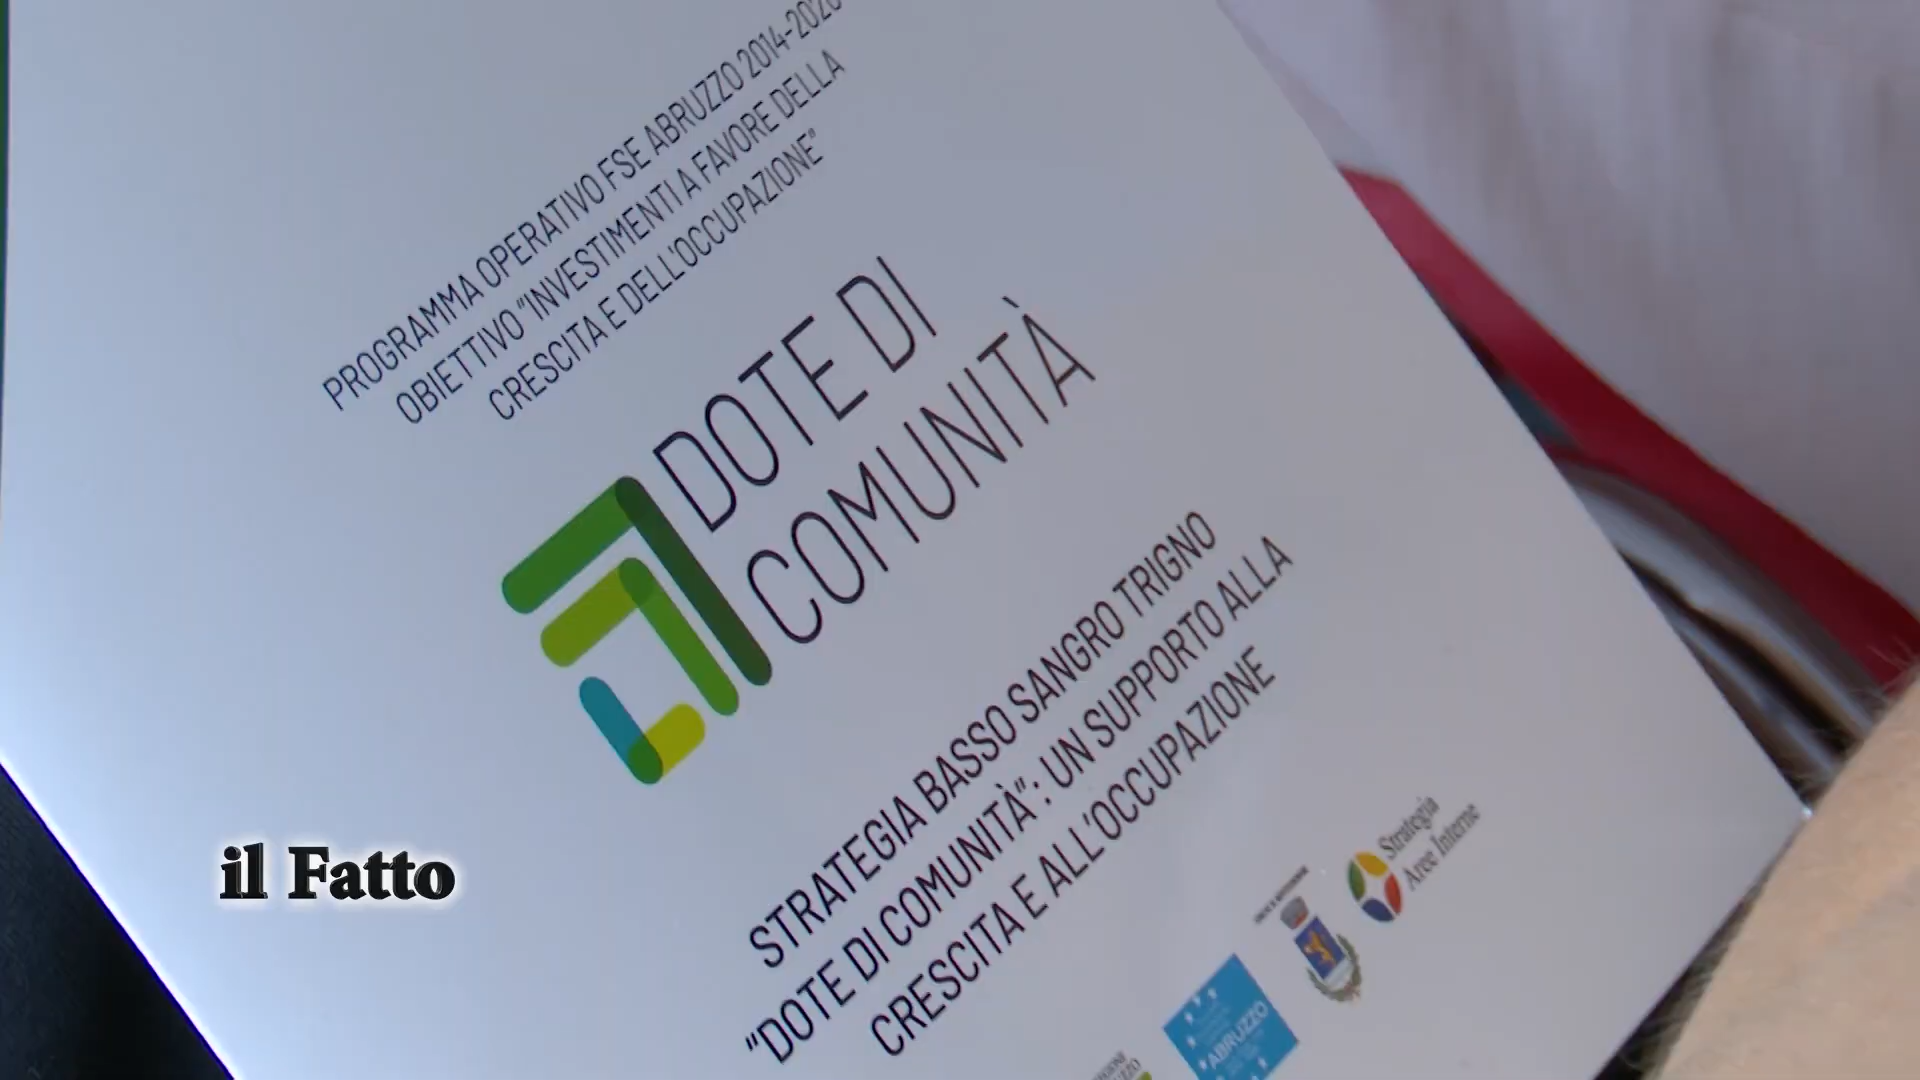 PROGRAMMA OPERATIVO FSE ABRUZZO 2014-2020
OBIETTIVO "INVESTIMENTI A FAVORE DELLA
CRESCITA E DELL'OCCUPAZIONE"
DOTE DI
COMUNITÀ
STRATEGIA BASSO SANGRO TRIGNO
"DOTE DI COMUNITÀ": UN SUPPORTO ALLA
CRESCITA E ALL'OCCUPAZIONE
Strategia
Aree Interne
ABRUZZO
il Fatto